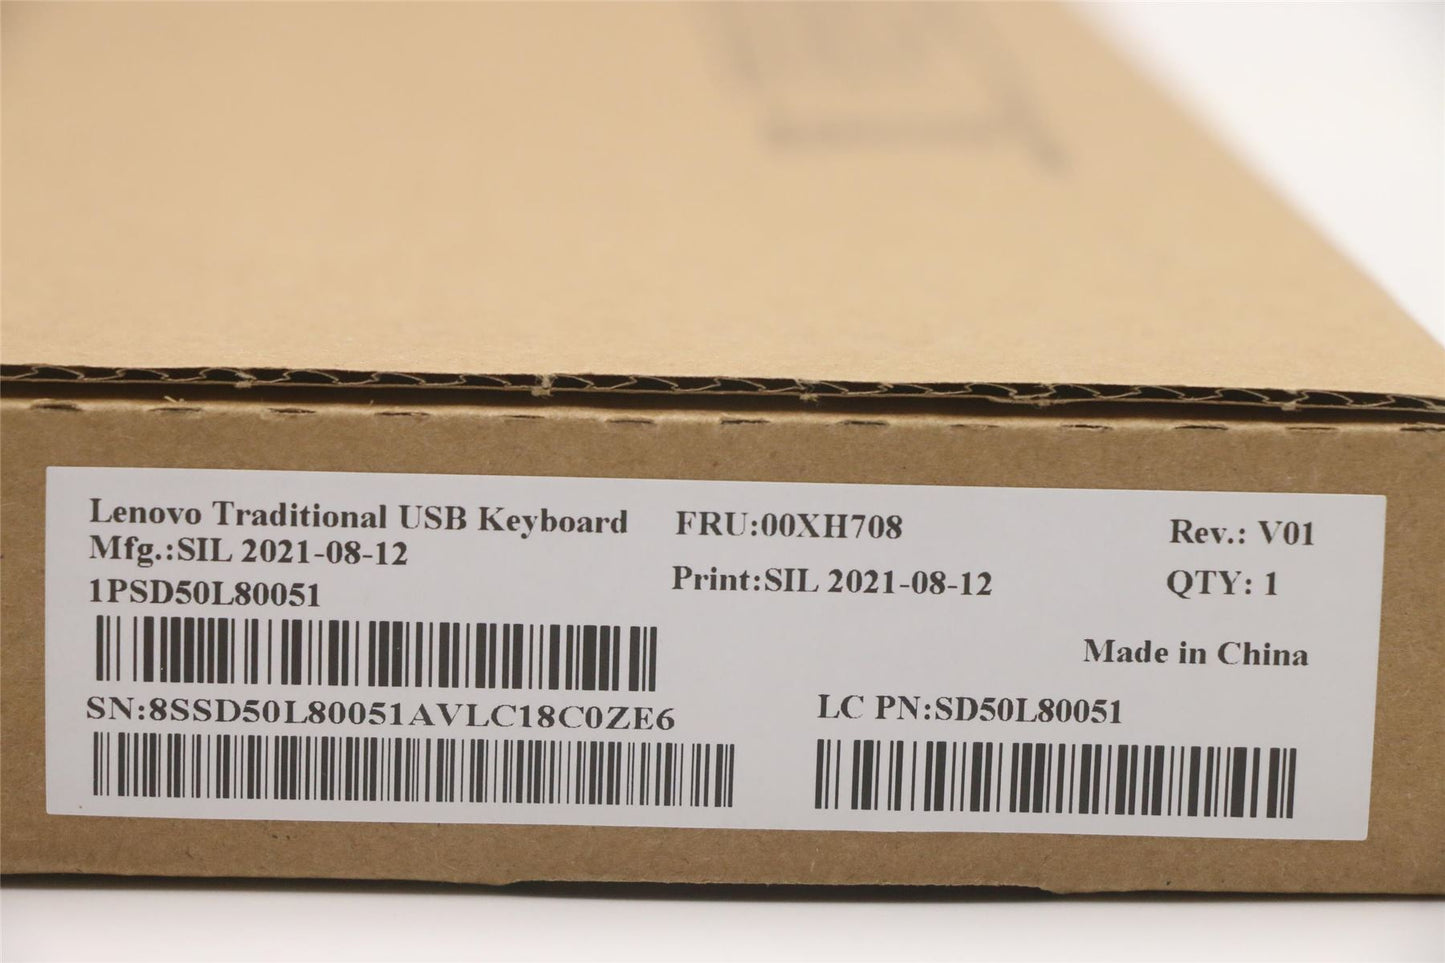 Lenovo Traditional USB Keyboard FRU:00XH708 Rev.: V01
Mfg.:SIL 2021-08-12 Print:SIL 2021-08-12 QTY: 1
1PSD50L80051
Made in China
SN:8SSD50L80051AVLC18C0ZE6 LC PN:SD50L80051